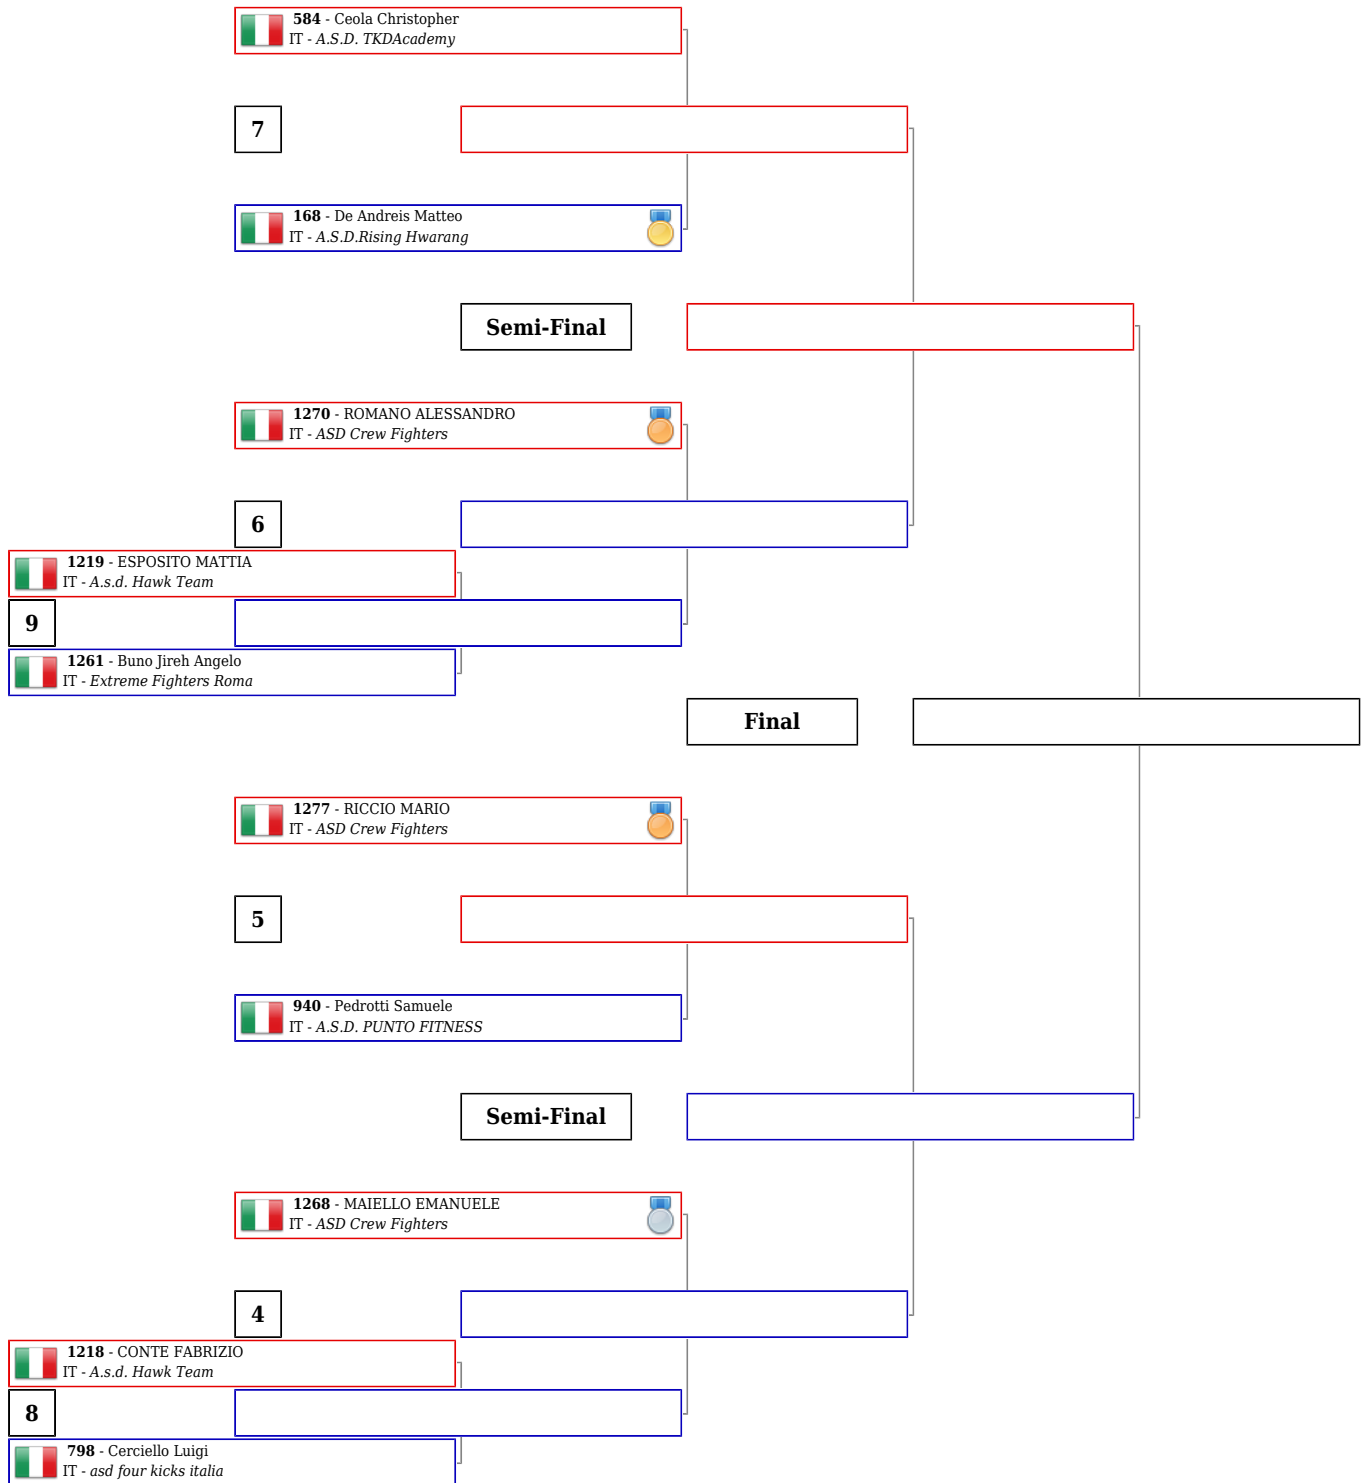 584 - Ceola Christopher
IT - A.S.D. TKDAcademy
7
168 - De Andreis Matteo
IT - A.S.D.Rising Hwarang
Semi-Final
1270 - ROMANO ALESSANDRO
IT - ASD Crew Fighters
6
1219 - ESPOSITO MATTIA
IT - A.s.d. Hawk Team
9
1261 - Buno Jireh Angelo
IT - Extreme Fighters Roma
Final
1277 - RICCIO MARIO
IT - ASD Crew Fighters
5
940 - Pedrotti Samuele
IT - A.S.D. PUNTO FITNESS
Semi-Final
1268 - MAIELLO EMANUELE
IT - ASD Crew Fighters
4
1218 - CONTE FABRIZIO
IT - A.s.d. Hawk Team
8
798 - Cerciello Luigi
IT - asd four kicks italia